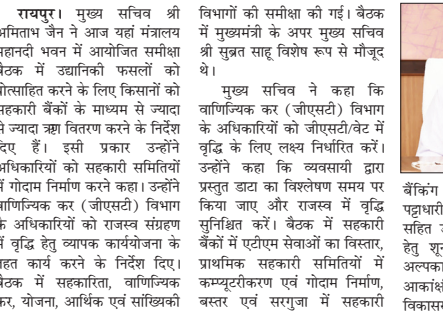 रायपुर। मुख्य सचिव श्री
अमिताभ जैन ने आज यहां मंत्रालय
महानदी भवन में आयोजित समीक्षा
बैठक में उद्यानिकी फसलों को
प्रोत्साहित करने के लिए किसानों को
सहकारी बैंकों के माध्यम से ज्यादा
से ज्यादा ऋण वितरण करने के निर्देश
दिए हैं। इसी प्रकार उन्होंने
अधिकारियों को सहकारी समितियों
में गोदाम निर्माण करने कहा। उन्होंने
वाणिज्यिक कर (जीएसटी) विभाग
के अधिकारियों को राजस्व संग्रहण
में वृद्धि हेतु व्यापक कार्ययोजना के
तहत कार्य करने के निर्देश दिए।
बैठक में सहकारिता, वाणिज्यिक
कर, योजना, आर्थिक एवं सांख्यिकी
विभागों की समीक्षा की गई। बैठक
में मुख्यमंत्री के अपर मुख्य सचिव
श्री सुब्रत साहू विशेष रूप से मौजूद
थे।
मुख्य सचिव ने कहा कि
वाणिज्यिक कर (जीएसटी) विभाग
के अधिकारियों को जीएसटी/वेट में
वृद्धि के लिए लक्ष्य निर्धारित करें।
उन्होंने कहा कि व्यवसायी द्वारा
प्रस्तुत डाटा का विश्लेषण समय पर
किया जाए और राजस्व में वृद्धि
सुनिश्चित करें। बैठक में सहकारी
बैंकों में एटीएम सेवाओं का विस्तार,
प्राथमिक सहकारी समितियों में
कम्प्यूटरीकरण एवं गोदाम निर्माण,
बस्तर एवं सरगुजा में सहकारी
बैंकिंग
पट्टाधारी
सहित
हेतु
अल्पका
आकांक्षी
विकास